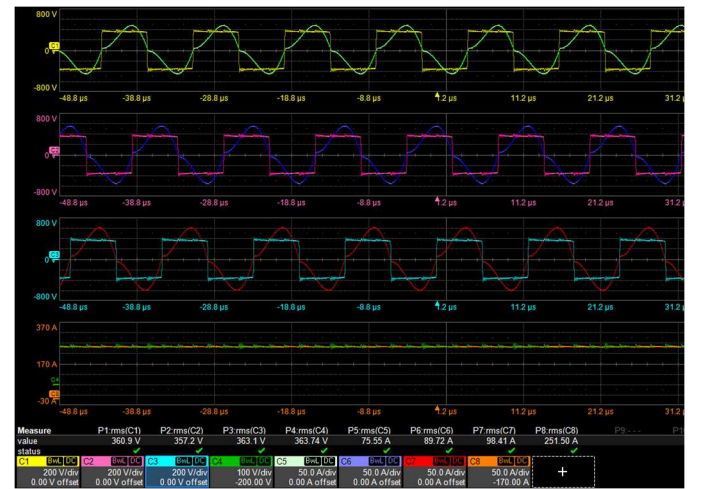 800 V
C1
0 V
-800 V
-48.8 µs -38.8 µs -28.8 µs -18.8 µs -8.8 µs 1.2 µs 11.2 µs 21.2 µs 31.2 µ
800 V
C2
0 V
-800 V
-48.8 µs -38.8 µs -28.8 µs -18.8 µs -8.8 µs 1.2 µs 11.2 µs 21.2 µs 31.2 µ
800 V
C3
0 V
-800 V
-48.8 µs -38.8 µs -28.8 µs -18.8 µs -8.8 µs 1.2 µs 11.2 µs 21.2 µs 31.2 µ
370 A
170 A
C4
C8
-30 A
-48.8 µs -38.8 µs -28.8 µs -18.8 µs -8.8 µs 1.2 µs 11.2 µs 21.2 µs 31.2 µ
Measure P1:rms(C1) P2:rms(C2) P3:rms(C3) P4:rms(C4) P5:rms(C5) P6:rms(C6) P7:rms(C7) P8:rms(C8) P9:- - - P1
value 360.9 V 357.2 V 363.1 V 363.74 V 75.55 A 89.72 A 98.41 A 251.50 A
status
C1 BwL DC C2 BwL DC C3 BwL DC C4 BwL DC C5 BwL DC C6 BwL DC C7 BwL DC C8 BwL DC
200 V/div 200 V/div 200 V/div 100 V/div 50.0 A/div 50.0 A/div 50.0 A/div 50.0 A/div +
0.00 V offset 0.00 V offset 0.00 V offset -200.00 V 0.00 A offset 0.00 A offset 0.00 A offset -170.00 A